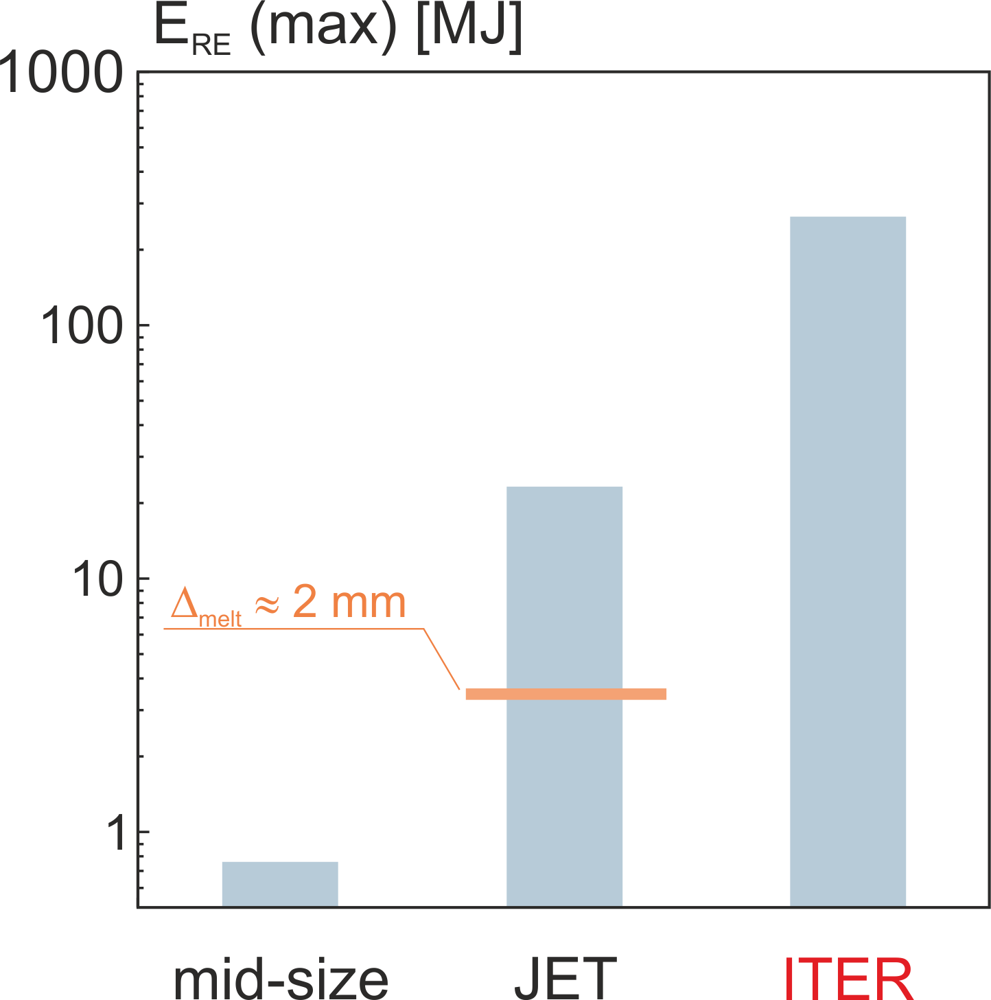 E_RE (max) [MJ]
1000
100
10
Δ_melt ≈ 2 mm
1
mid-size JET ITER